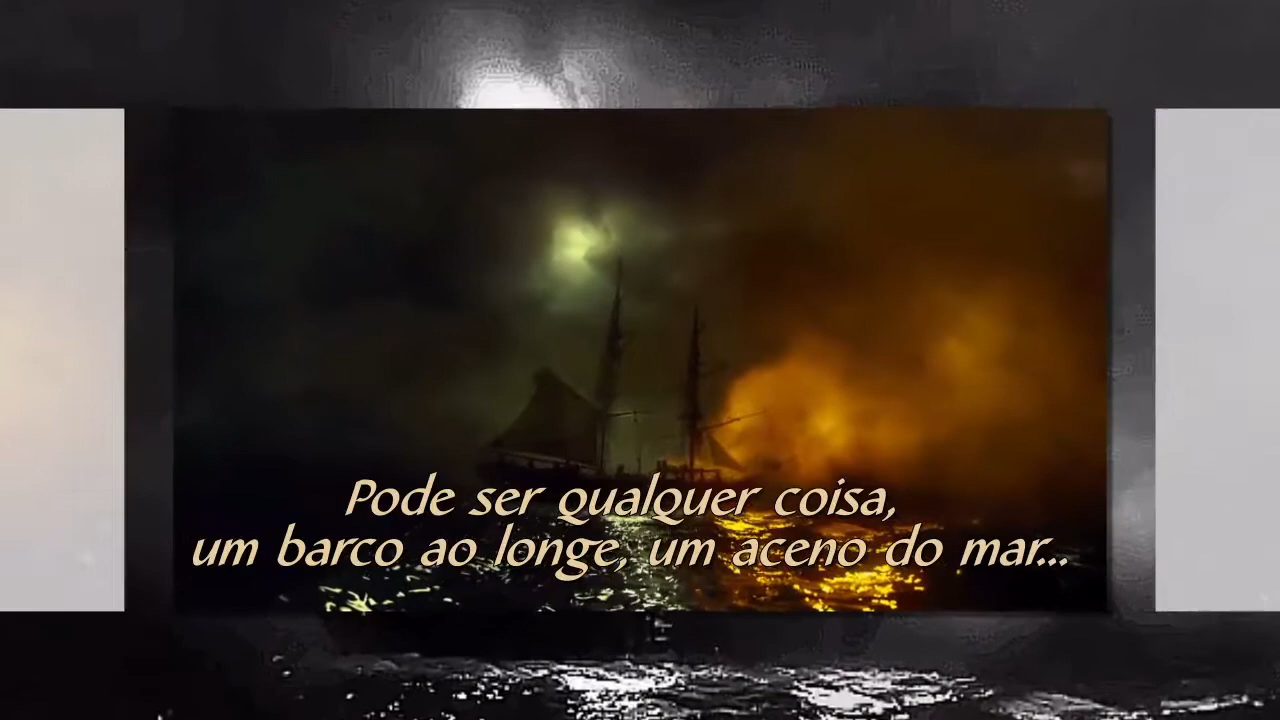 Pode ser qualquer coisa,
um barco ao longe, um aceno do mar...